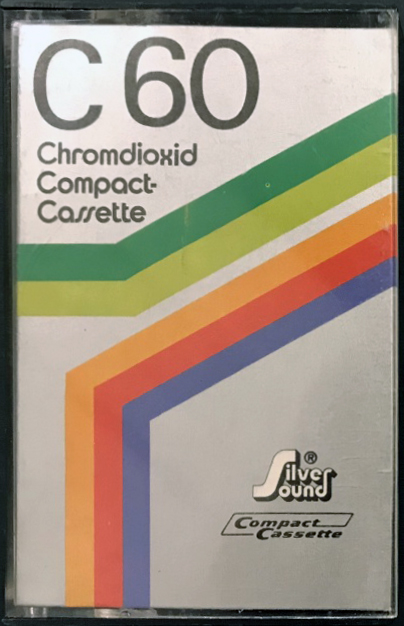 C 60
Chromdioxid
Compact-
Cassette
Silver ®
Sound
Compact
Cassette